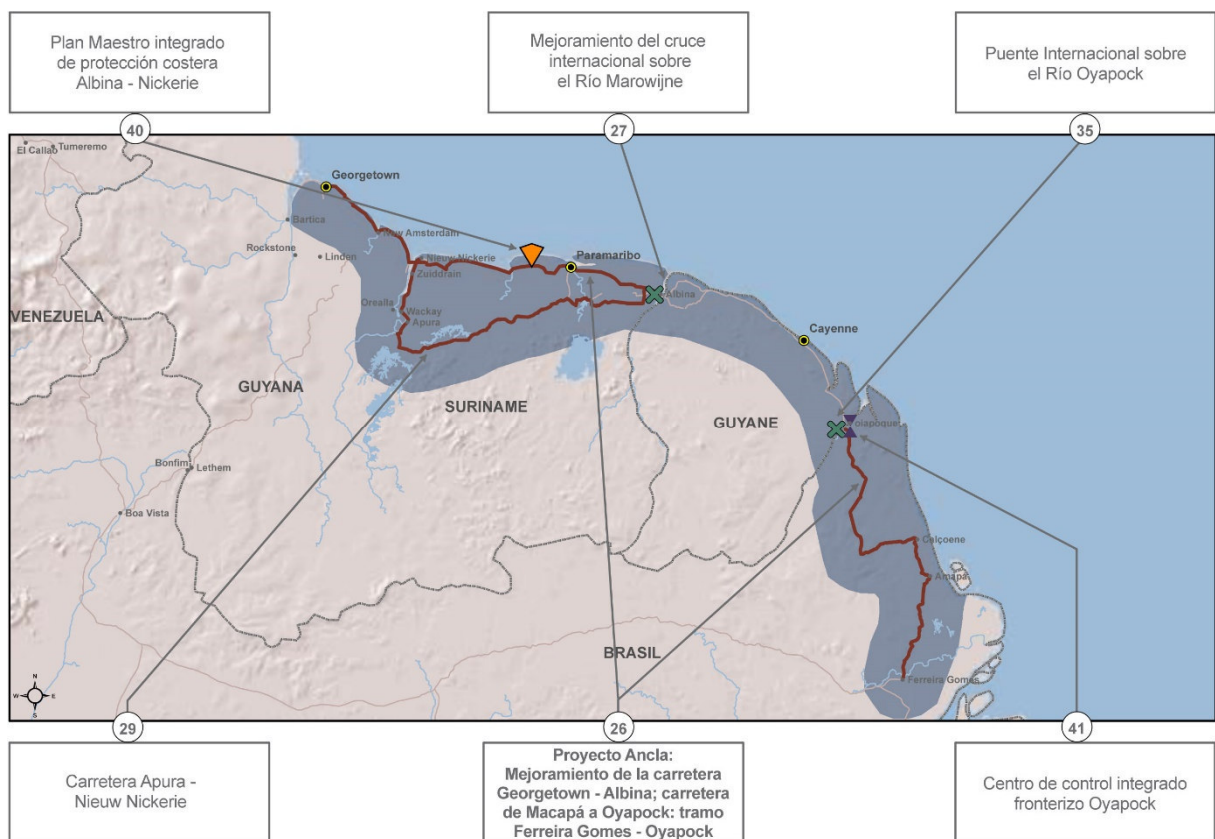 Plan Maestro integrado
de protección costera
Albina - Nickerie
Mejoramiento del cruce
internacional sobre
el Río Marowijne
Puente Internacional sobre
el Río Oyapock
40
27
35
El Callao
Tumeremo
Georgetown
Bartica
New Amsterdam
Rockstone
Linden
Nieuw Nickerie
Paramaribo
Zuiddrain
Albina
Orealla
Wackay
VENEZUELA
Apura
Cayenne
GUYANA
SURINAME
GUYANE
Oiapoque
Bonfim
Lethem
Boa Vista
Calçoene
Amapá
BRASIL
Ferreira Gomes
N
W
E
S
29
26
41
Carretera Apura -
Nieuw Nickerie
Proyecto Ancla:
Mejoramiento de la carretera
Georgetown - Albina; carretera
de Macapá a Oyapock: tramo
Ferreira Gomes - Oyapock
Centro de control integrado
fronterizo Oyapock